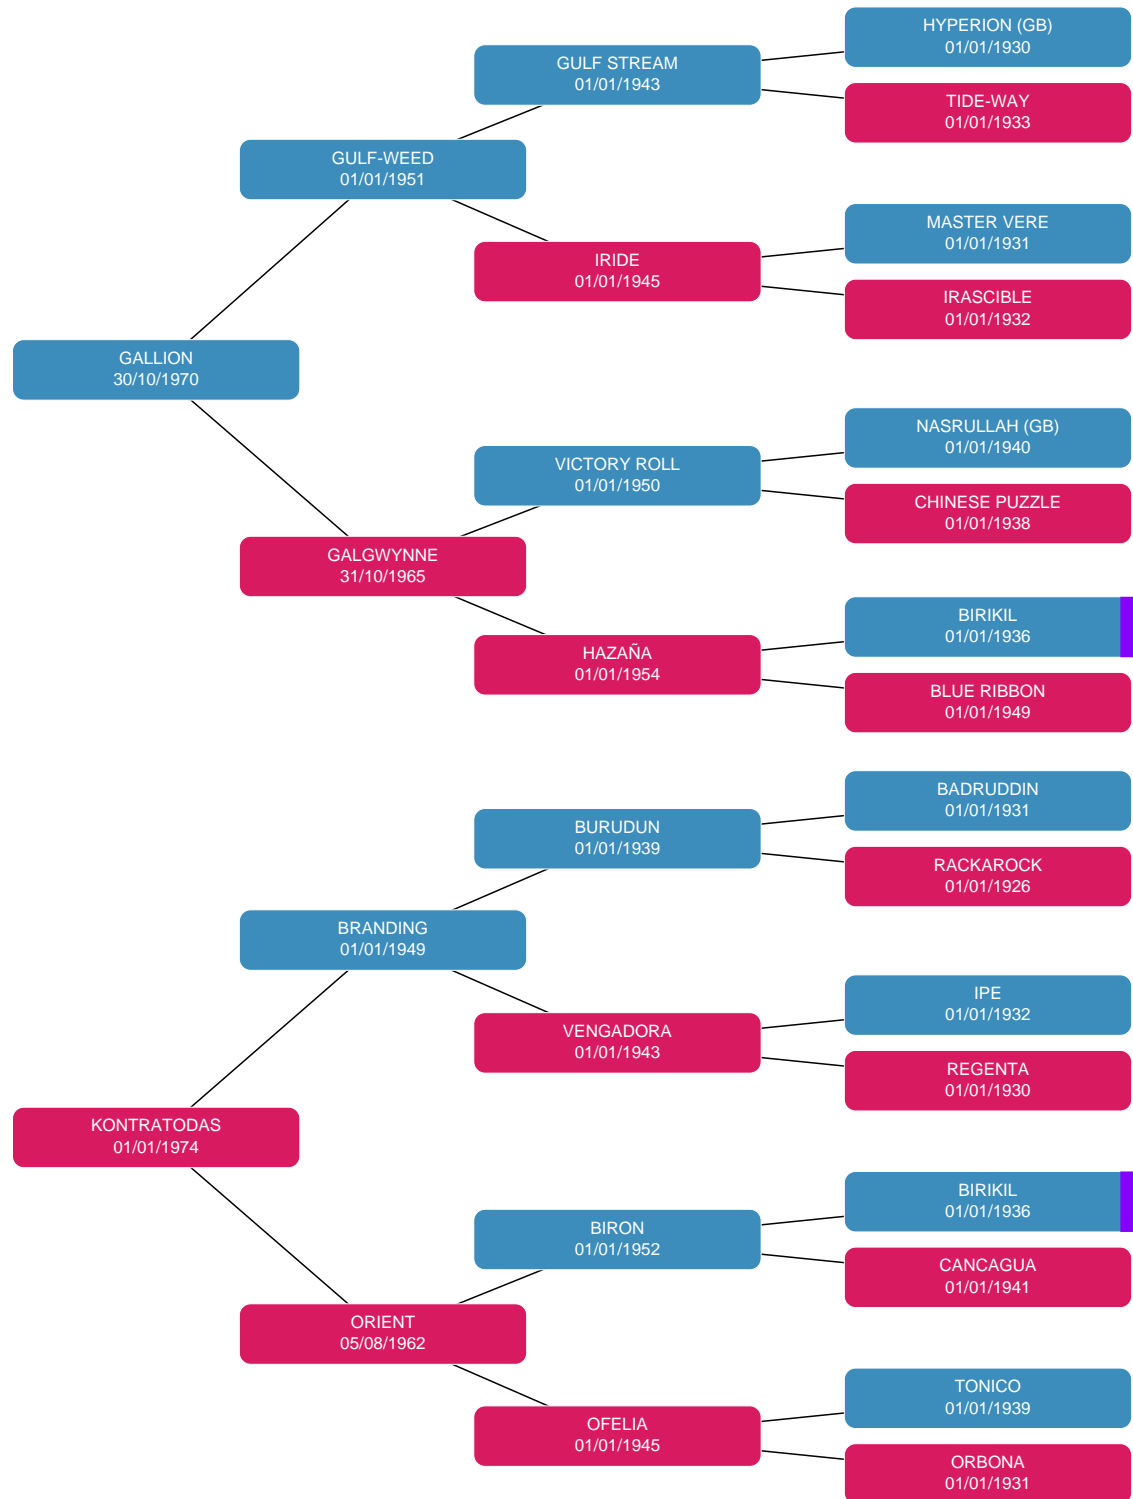 HYPERION (GB)
01/01/1930
GULF STREAM
01/01/1943
TIDE-WAY
01/01/1933
GULF-WEED
01/01/1951
MASTER VERE
01/01/1931
IRIDE
01/01/1945
IRASCIBLE
01/01/1932
GALLION
30/10/1970
NASRULLAH (GB)
01/01/1940
VICTORY ROLL
01/01/1950
CHINESE PUZZLE
01/01/1938
GALGWYNNE
31/10/1965
BIRIKIL
01/01/1936
HAZAÑA
01/01/1954
BLUE RIBBON
01/01/1949
BADRUDDIN
01/01/1931
BURUDUN
01/01/1939
RACKAROCK
01/01/1926
BRANDING
01/01/1949
IPE
01/01/1932
VENGADORA
01/01/1943
REGENTA
01/01/1930
KONTRATODAS
01/01/1974
BIRIKIL
01/01/1936
BIRON
01/01/1952
CANCAGUA
01/01/1941
ORIENT
05/08/1962
TONICO
01/01/1939
OFELIA
01/01/1945
ORBONA
01/01/1931